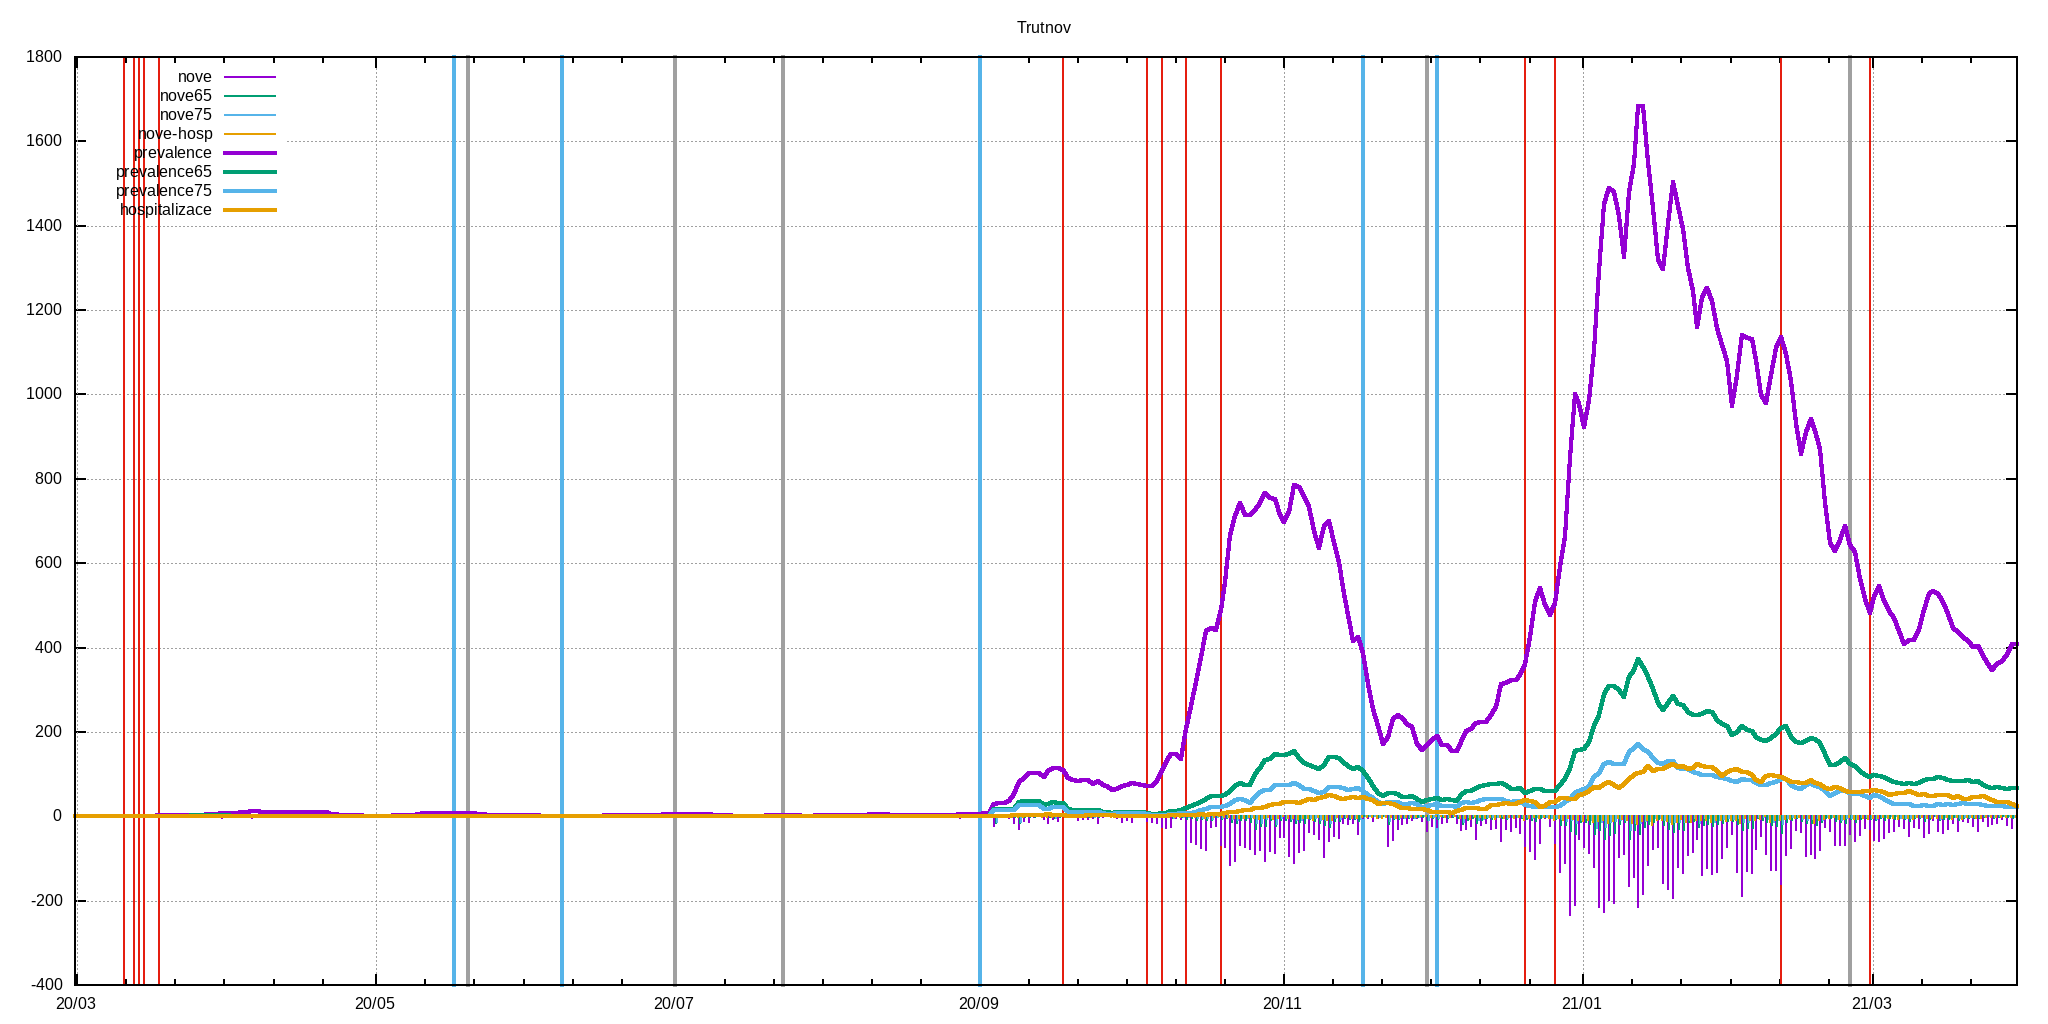 Trutnov
1800
1600
1400
1200
1000
800
600
400
200
0
-200
-400
nove
nove65
nove75
nove-hosp
prevalence
prevalence65
prevalence75
hospitalizace
20/03 20/05 20/07 20/09 20/11 21/01 21/03